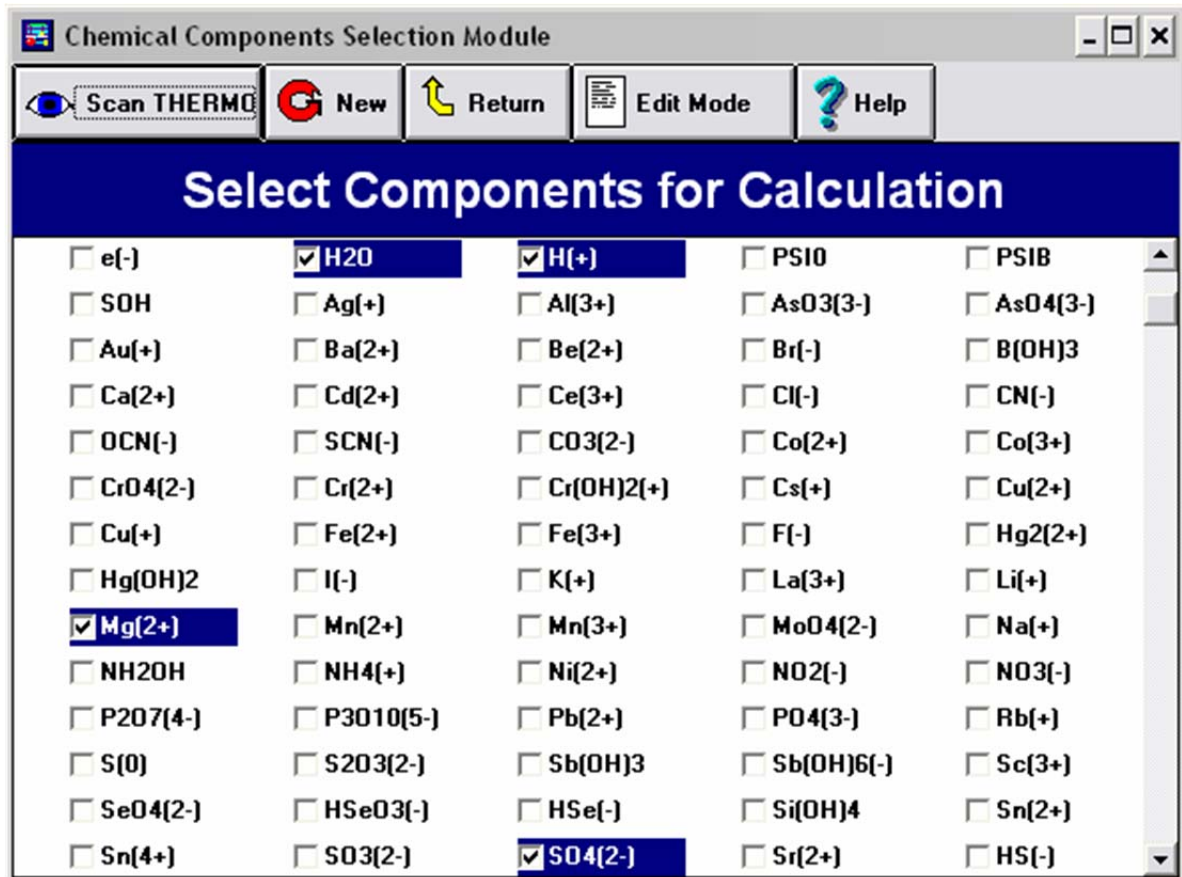 Chemical Components Selection Module
Scan THERMO New Return Edit Mode Help
Select Components for Calculation
e(-) H2O H(+) PSI0 PSIB
SOH Ag(+) Al(3+) AsO3(3-) AsO4(3-)
Au(+) Ba(2+) Be(2+) Br(-) B(OH)3
Ca(2+) Cd(2+) Ce(3+) Cl(-) CN(-)
OCN(-) SCN(-) CO3(2-) Co(2+) Co(3+)
CrO4(2-) Cr(2+) Cr(OH)2(+) Cs(+) Cu(2+)
Cu(+) Fe(2+) Fe(3+) F(-) Hg2(2+)
Hg(OH)2 I(-) K(+) La(3+) Li(+)
Mg(2+) Mn(2+) Mn(3+) MoO4(2-) Na(+)
NH2OH NH4(+) Ni(2+) NO2(-) NO3(-)
P2O7(4-) P3O10(5-) Pb(2+) PO4(3-) Rb(+)
S(0) S2O3(2-) Sb(OH)3 Sb(OH)6(-) Sc(3+)
SeO4(2-) HSeO3(-) HSe(-) Si(OH)4 Sn(2+)
Sn(4+) SO3(2-) SO4(2-) Sr(2+) HS(-)